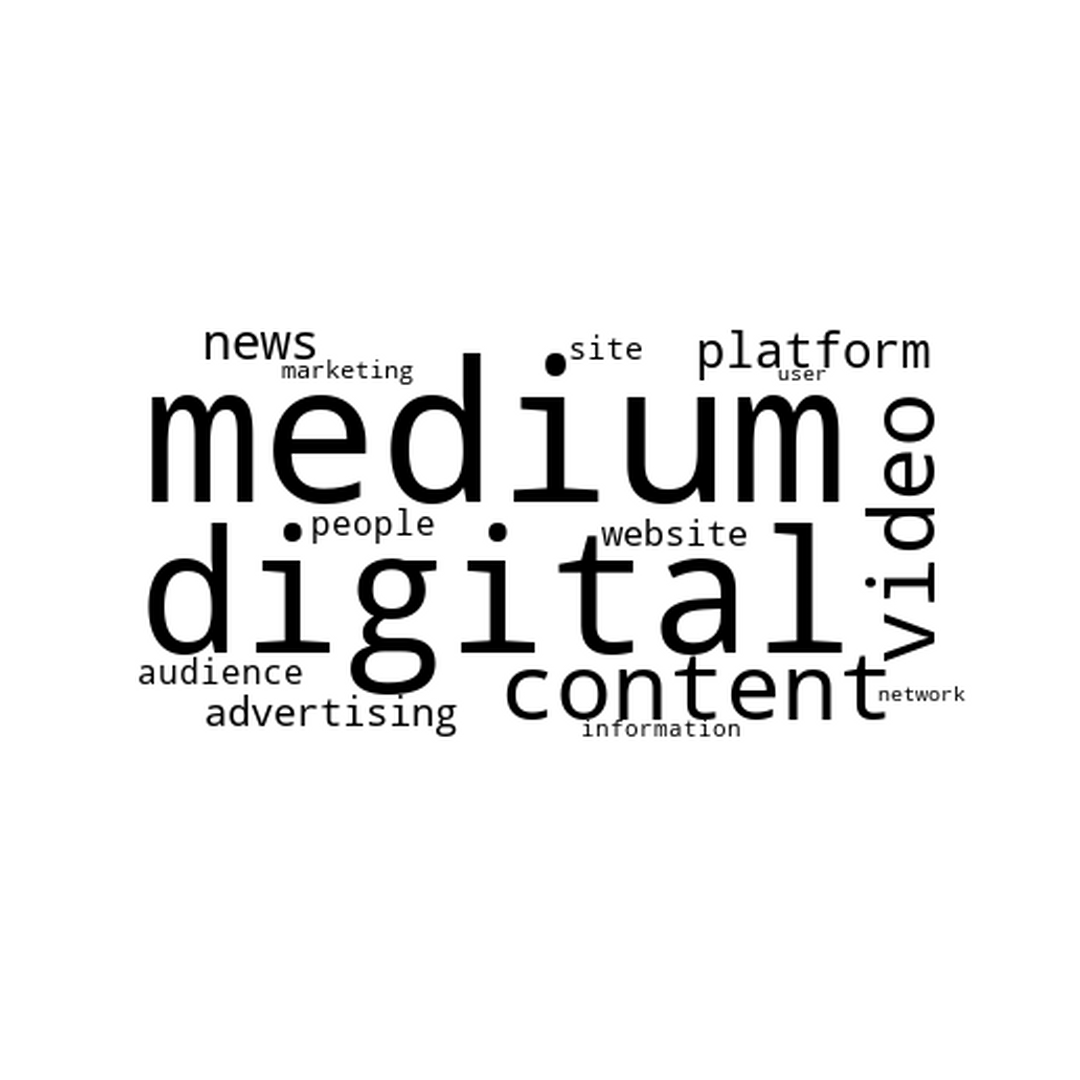 news
site
platform
marketing
user
medium
video
people
website
digital
audience
content
network
advertising
information